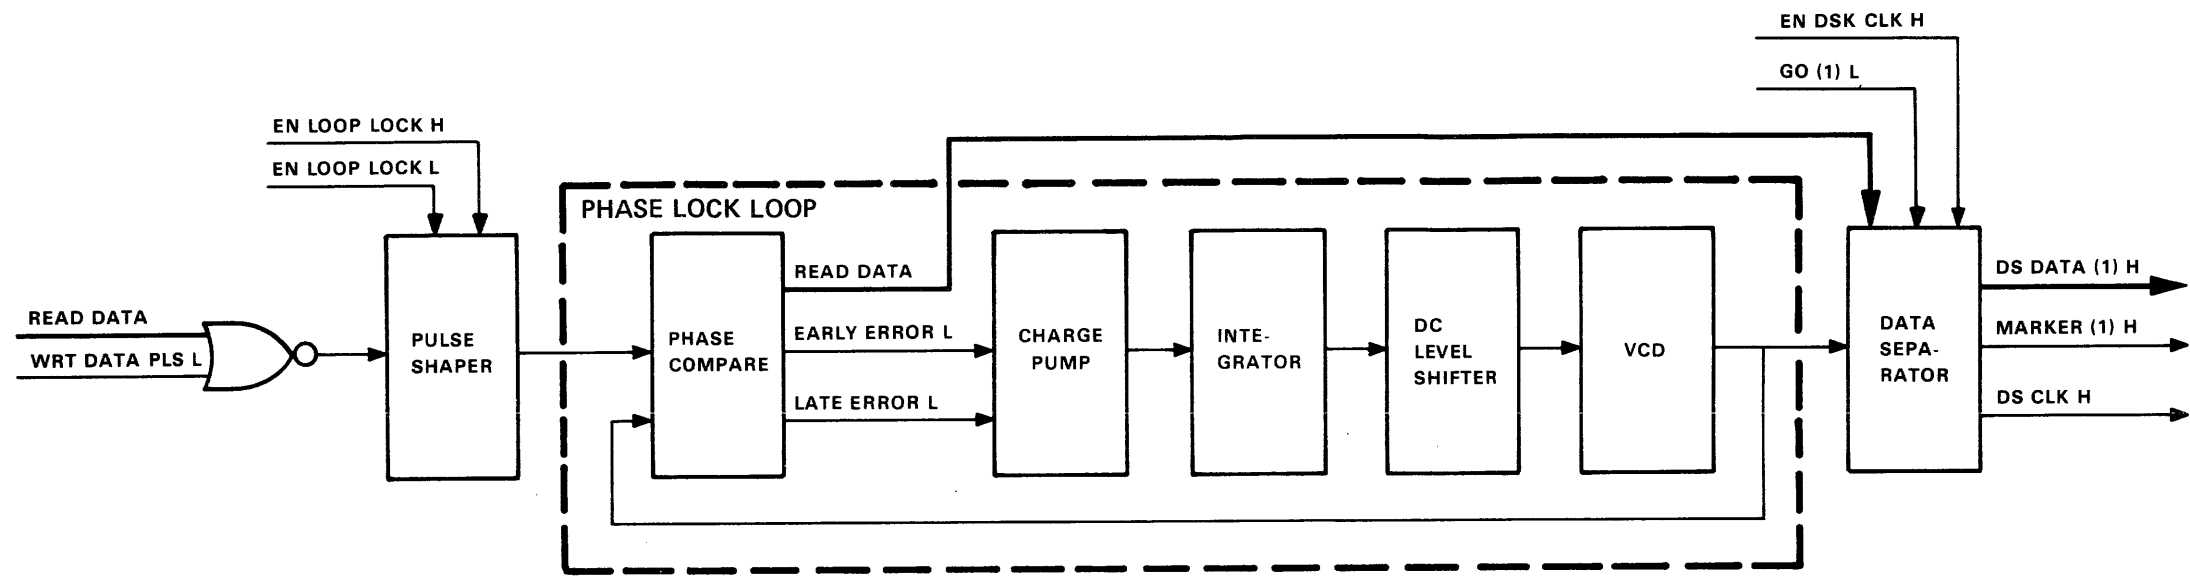 EN DSK CLK H
GO (1) L
EN LOOP LOCK H
EN LOOP LOCK L
PHASE LOCK LOOP
READ DATA
WRT DATA PLS L
PULSE
SHAPER
PHASE
COMPARE
READ DATA
EARLY ERROR L
LATE ERROR L
CHARGE
PUMP
INTE-
GRATOR
DC
LEVEL
SHIFTER
VCD
DATA
SEPA-
RATOR
DS DATA (1) H
MARKER (1) H
DS CLK H